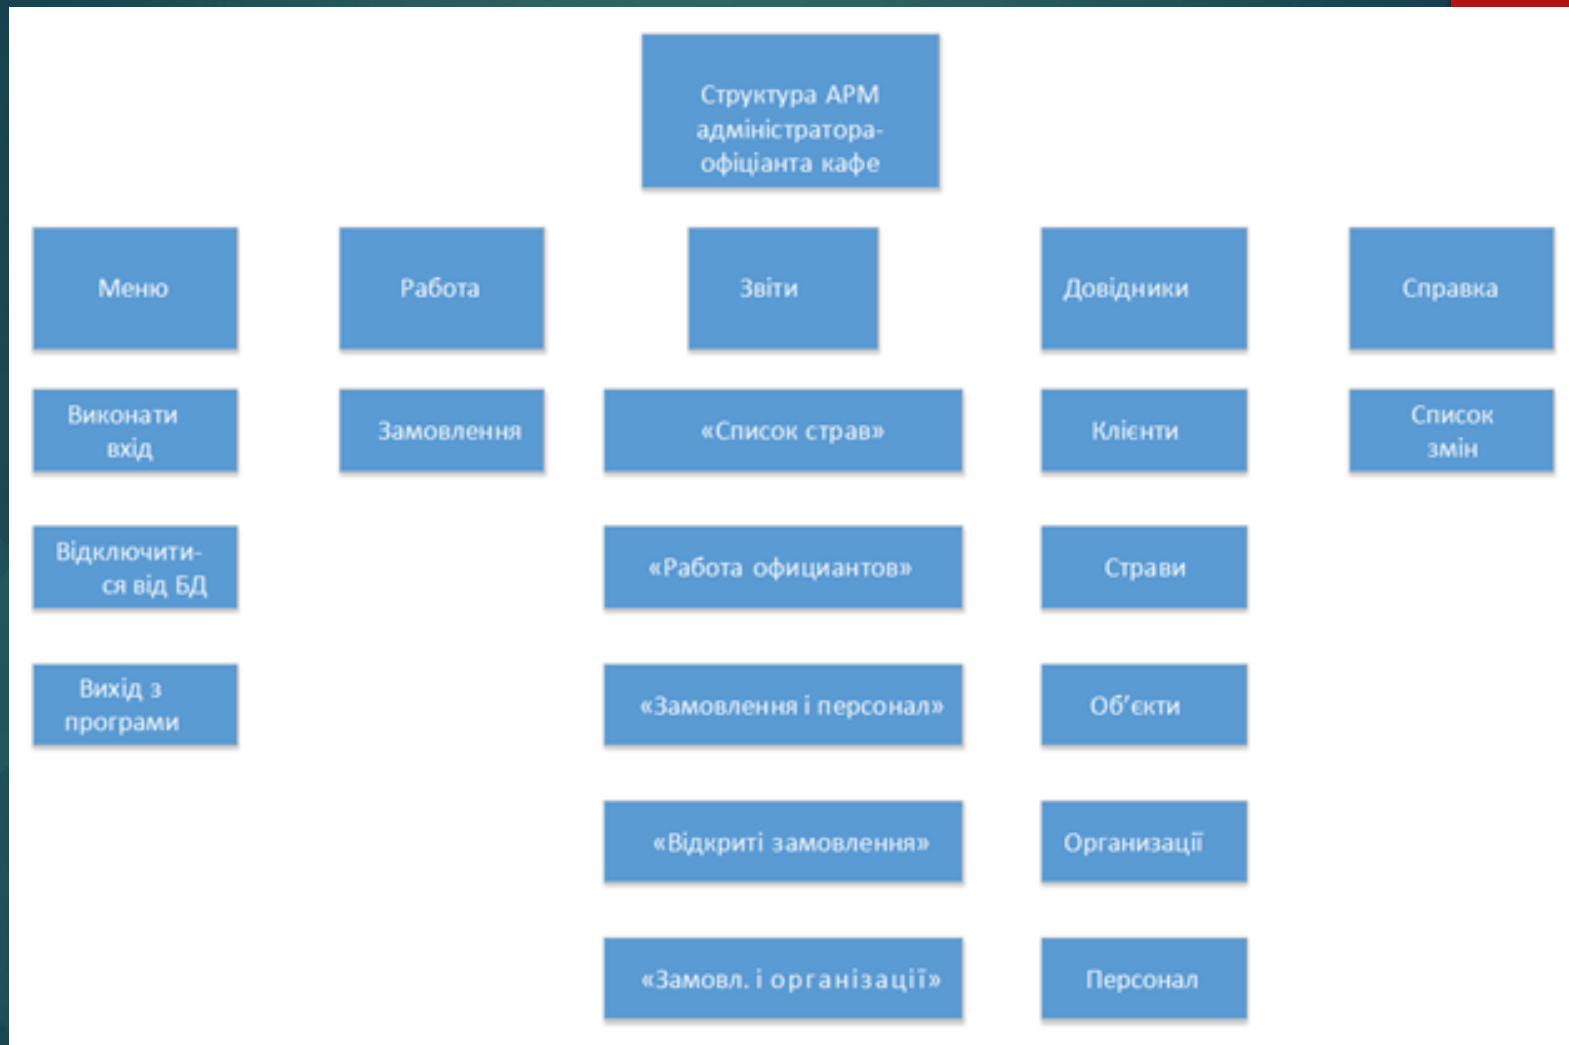 Структура АРМ
адміністратора-
офіціанта кафе
Меню
Работа
Звіти
Довідники
Справка
Виконати
вхід
Замовлення
«Список страв»
Клієнти
Список
змін
Відключити-
ся від БД
«Работа официантов»
Страви
Вихід з
програми
«Замовлення і персонал»
Об’єкти
«Відкриті замовлення»
Организації
«Замовл. і організації»
Персонал